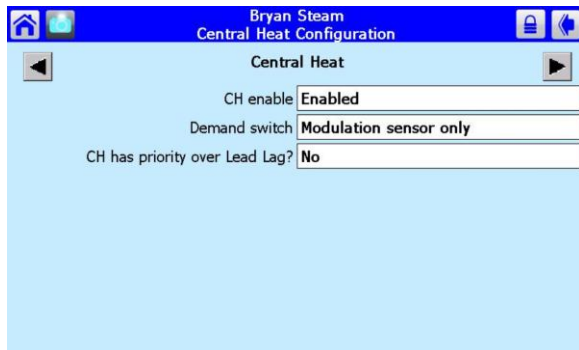 Bryan Steam
Central Heat Configuration
Central Heat
CH enable Enabled
Demand switch Modulation sensor only
CH has priority over Lead Lag? No